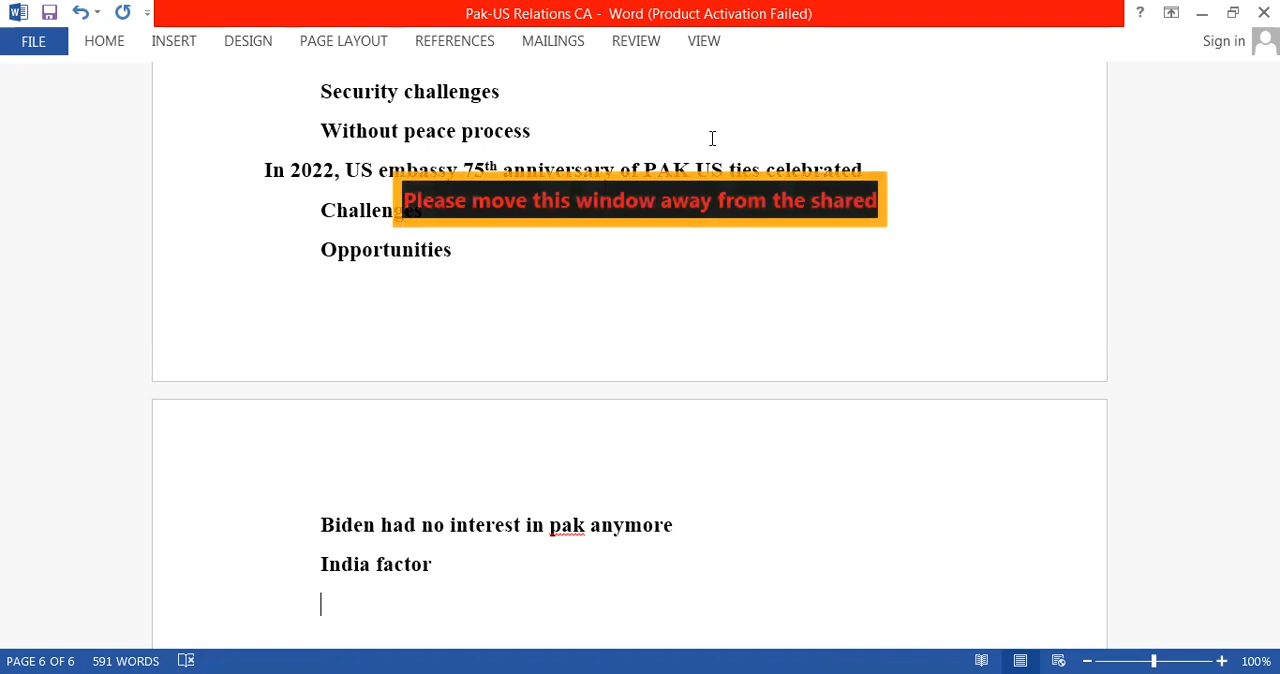 Pak-US Relations CA - Word (Product Activation Failed)
?
FILE HOME INSERT DESIGN PAGE LAYOUT REFERENCES MAILINGS REVIEW VIEW Sign in
Security challenges
Without peace process
In 2022, US embassy 75th anniversary of PAK US ties celebrated
Please move this window away from the shared
Challenges
Opportunities
Biden had no interest in pak anymore
India factor
PAGE 6 OF 6 591 WORDS 100%